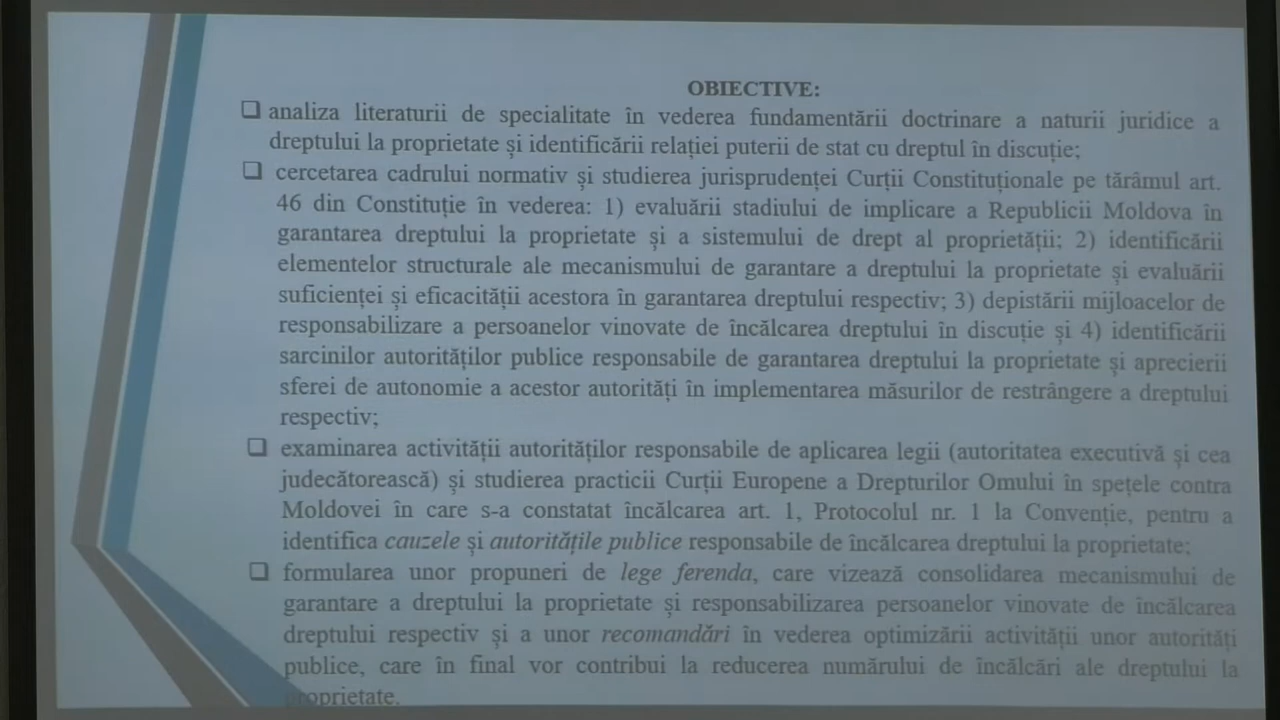 OBIECTIVE:
❑ analiza literaturii de specialitate în vederea fundamentării doctrinare a naturii juridice a
dreptului la proprietate și identificării relației puterii de stat cu dreptul în discuție;
❑ cercetarea cadrului normativ și studierea jurisprudenței Curții Constituționale pe tărâmul art.
46 din Constituție în vederea: 1) evaluării stadiului de implicare a Republicii Moldova în
garantarea dreptului la proprietate și a sistemului de drept al proprietății; 2) identificării
elementelor structurale ale mecanismului de garantare a dreptului la proprietate și evaluării
suficienței și eficacității acestora în garantarea dreptului respectiv; 3) depistării mijloacelor de
responsabilizare a persoanelor vinovate de încălcarea dreptului în discuție și 4) identificării
sarcinilor autorităților publice responsabile de garantarea dreptului la proprietate și aprecierii
sferei de autonomie a acestor autorități în implementarea măsurilor de restrângere a dreptului
respectiv;
❑ examinarea activității autorităților responsabile de aplicarea legii (autoritatea executivă și cea
judecătorească) și studierea practicii Curții Europene a Drepturilor Omului în spețele contra
Moldovei în care s-a constatat încălcarea art. 1, Protocolul nr. 1 la Convenție, pentru a
identifica cauzele și autoritățile publice responsabile de încălcarea dreptului la proprietate;
❑ formularea unor propuneri de lege ferenda, care vizează consolidarea mecanismului de
garantare a dreptului la proprietate și responsabilizarea persoanelor vinovate de încălcarea
dreptului respectiv și a unor recomandări în vederea optimizării activității unor autorități
publice, care în final vor contribui la reducerea numărului de încălcări ale dreptului la
proprietate.